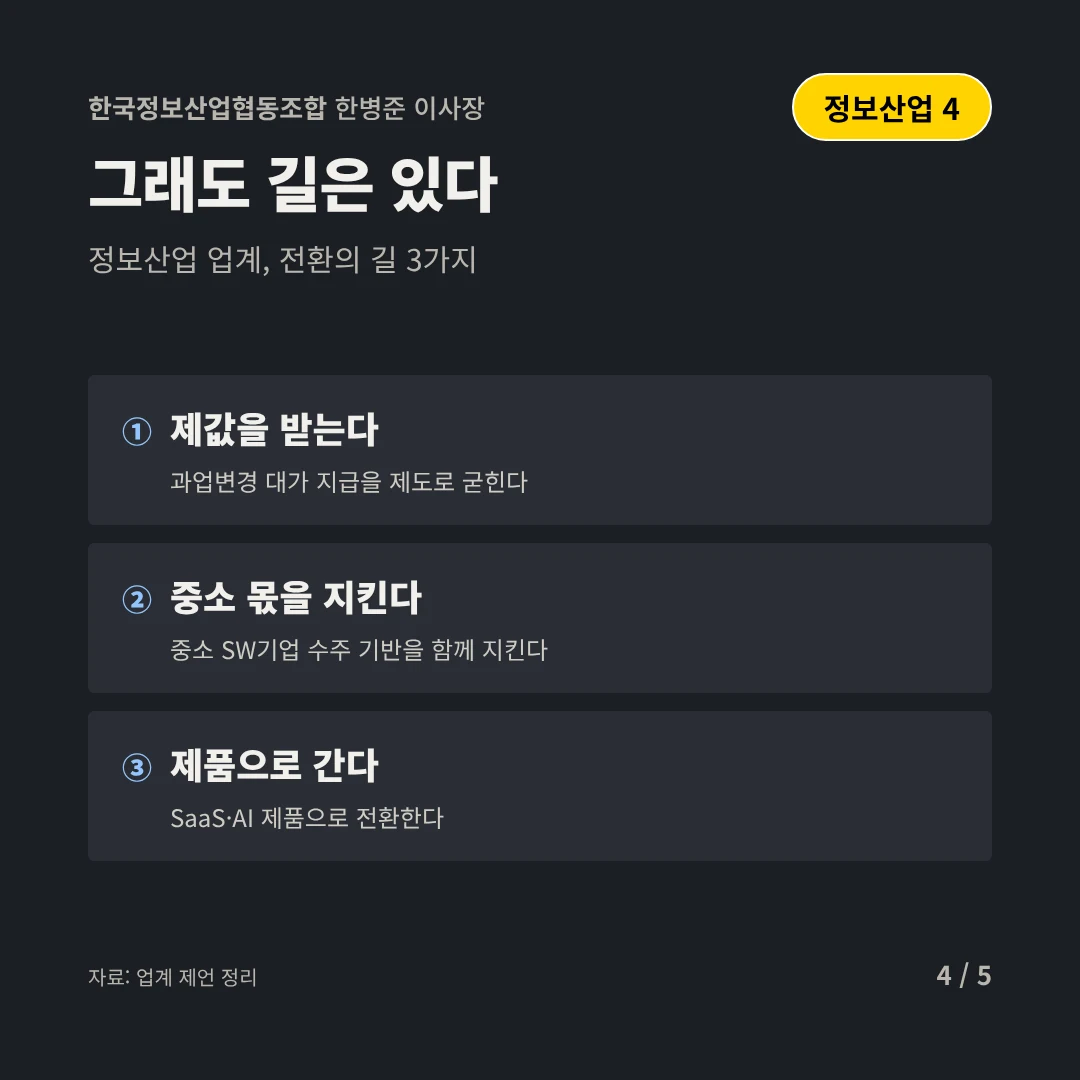 한국정보산업협동조합 한병준 이사장
정보산업 4
그래도 길은 있다
정보산업 업계, 전환의 길 3가지
① 제값을 받는다
과업변경 대가 지급을 제도로 굳힌다
② 중소 몫을 지킨다
중소 SW기업 수주 기반을 함께 지킨다
③ 제품으로 간다
SaaS·AI 제품으로 전환한다
자료: 업계 제언 정리
4 / 5